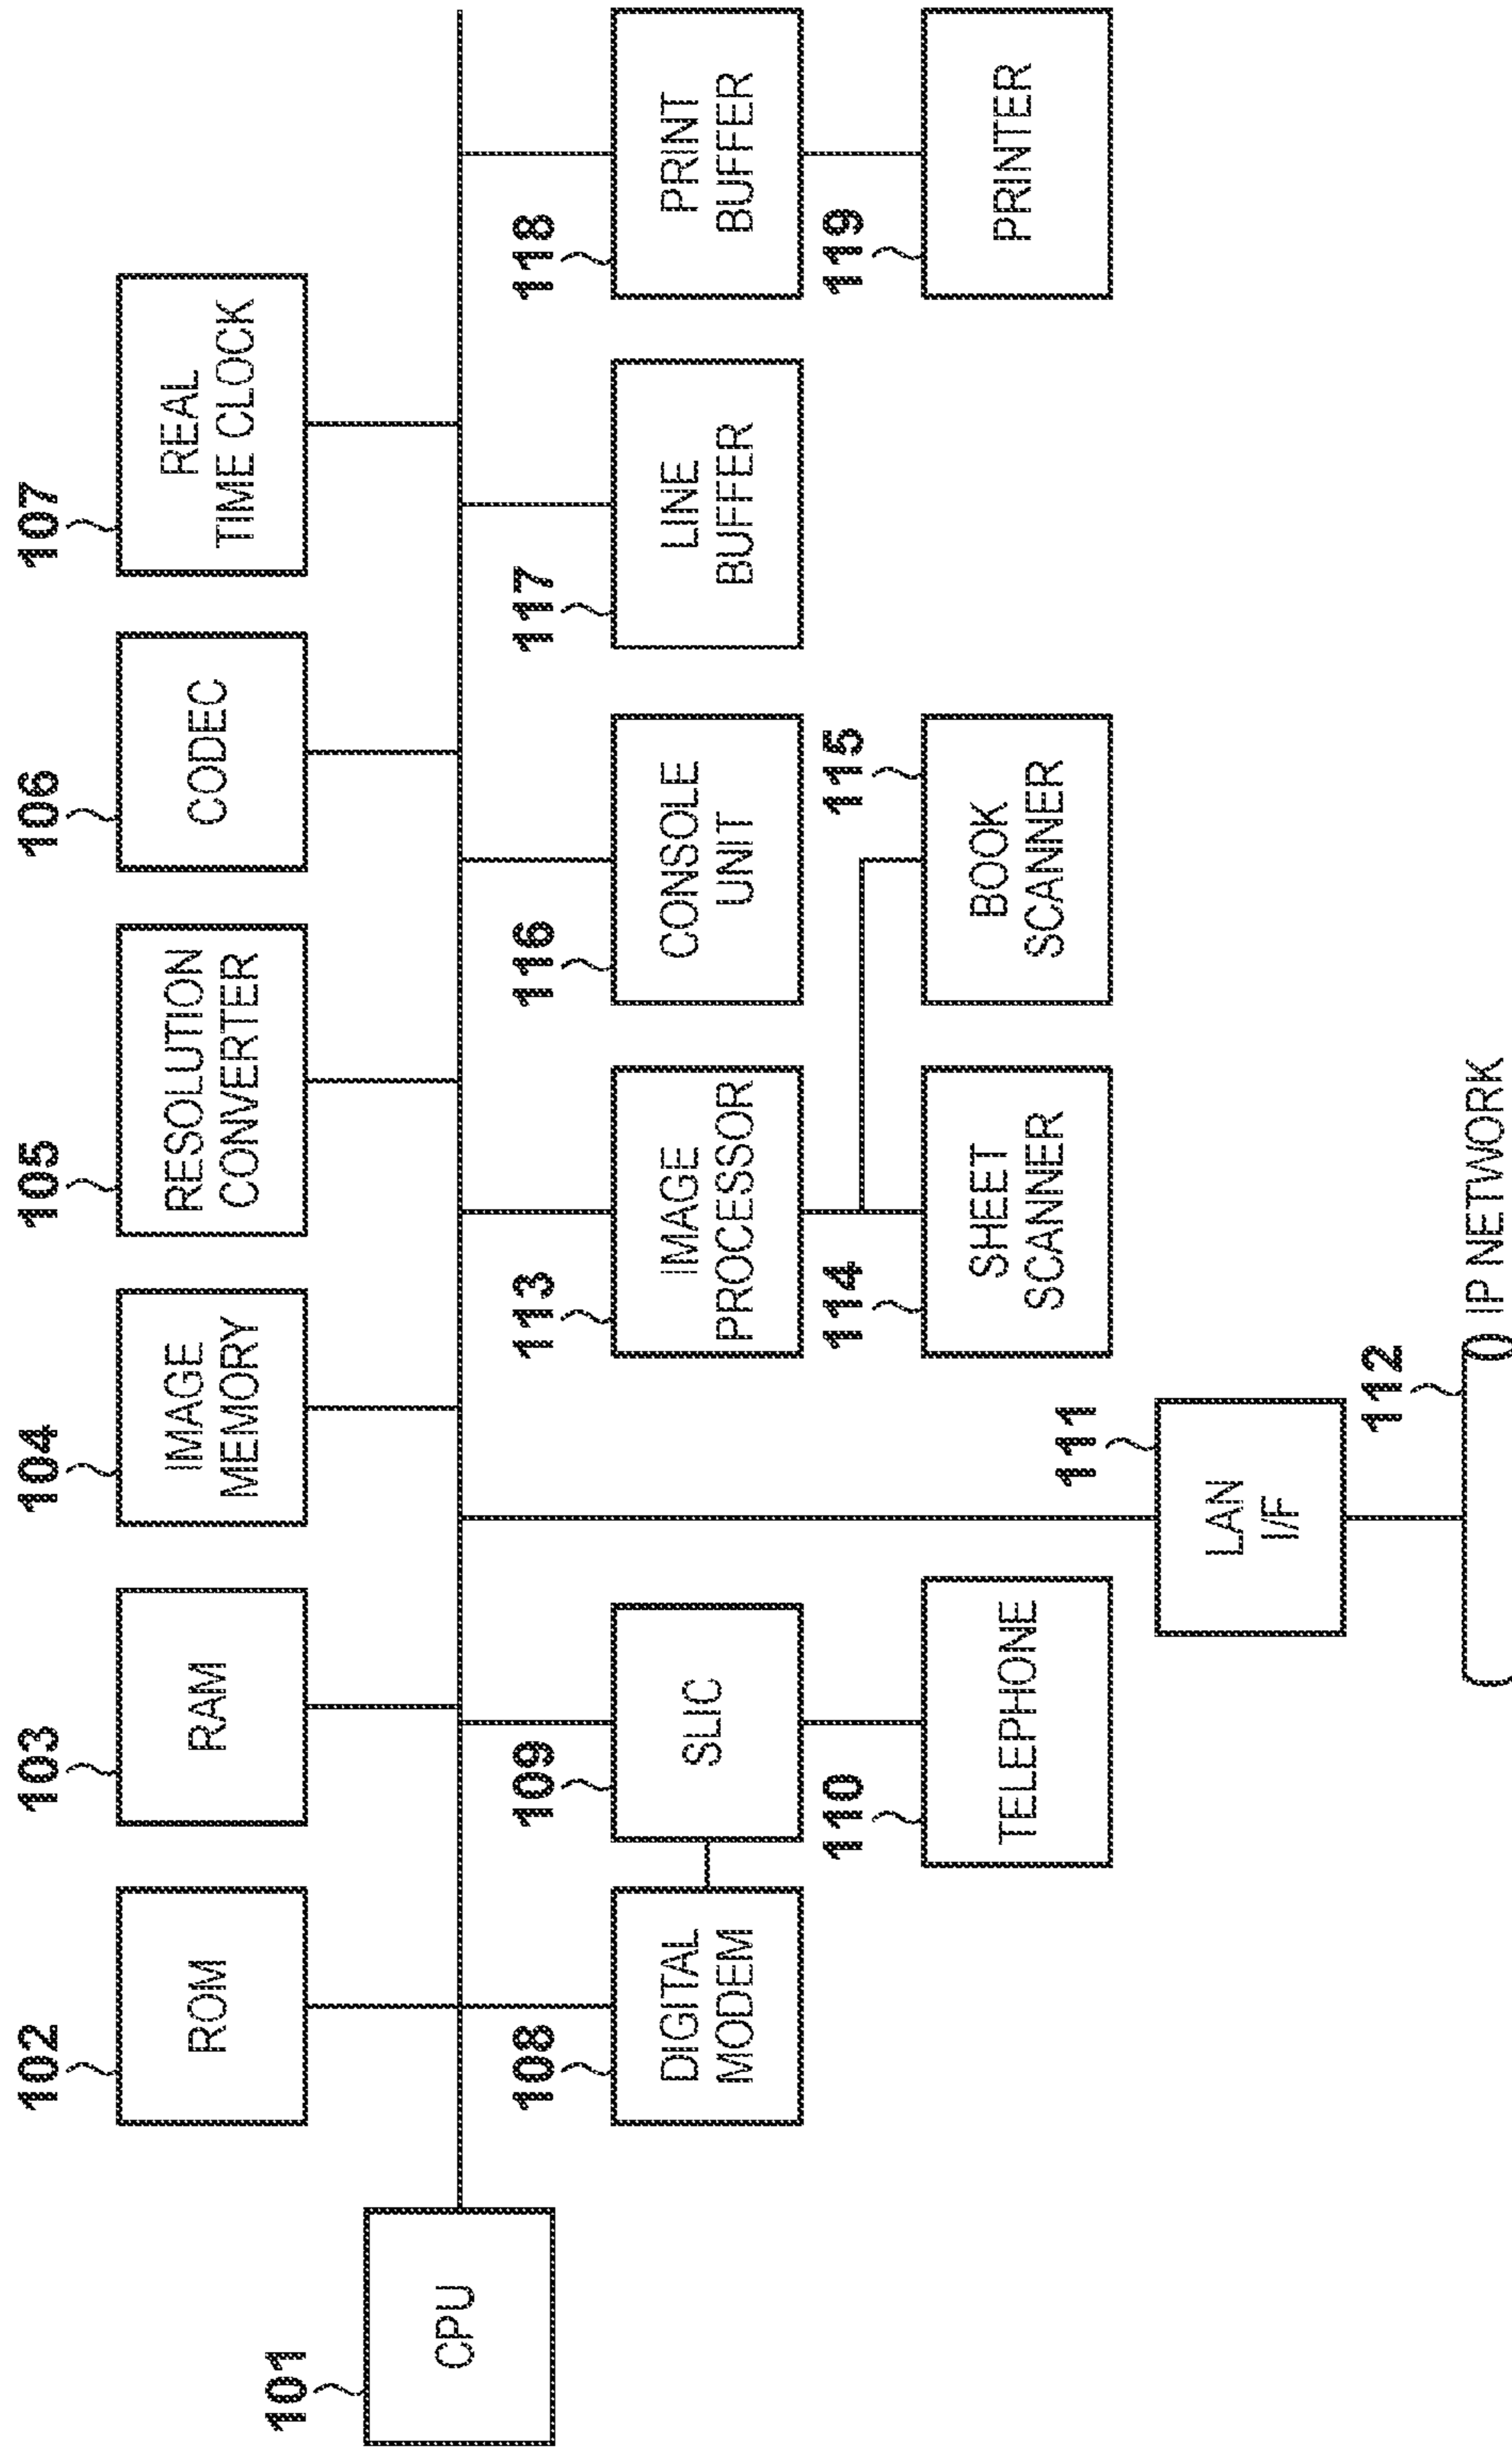 101
CPU
102
ROM
103
RAM
104
IMAGE
MEMORY
105
RESOLUTION
CONVERTER
106
CODEC
107
REAL
TIME CLOCK
108
DIGITAL
MODEM
109
SLIC
110
TELEPHONE
111
LAN
I/F
112
IP NETWORK
113
IMAGE
PROCESSOR
114
SHEET
SCANNER
115
BOOK
SCANNER
116
CONSOLE
UNIT
117
LINE
BUFFER
118
PRINT
BUFFER
119
PRINTER